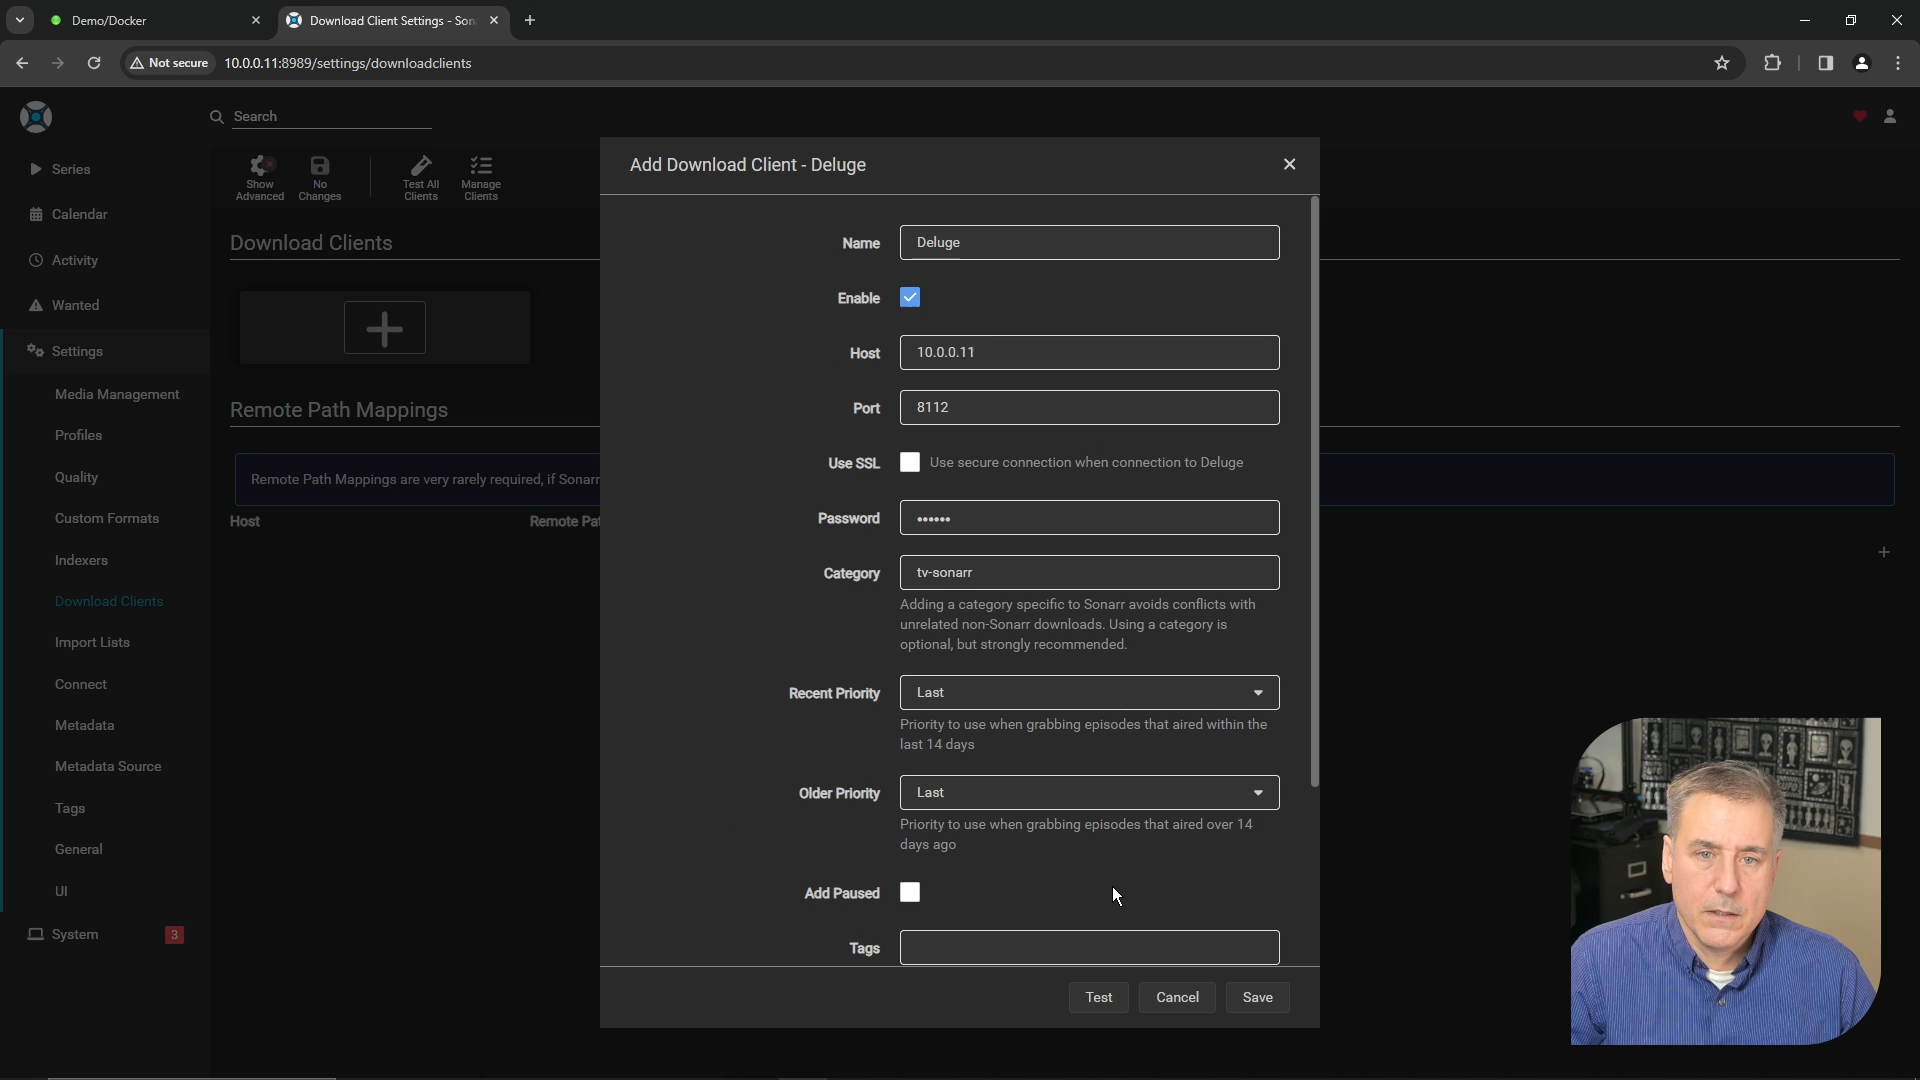 Demo/Docker
Download Client Settings - Son
Not secure
10.0.0.11:8989/settings/downloadclients
Search
Series
Calendar
Activity
Wanted
Settings
Media Management
Profiles
Quality
Custom Formats
Indexers
Download Clients
Import Lists
Connect
Metadata
Metadata Source
Tags
General
UI
System
3
Show Advanced
No Changes
Test All Clients
Manage Clients
Download Clients
Remote Path Mappings
Remote Path Mappings are very rarely required, if Sonarr
Host
Remote Pat
Add Download Client - Deluge
Name
Deluge
Enable
Host
10.0.0.11
Port
8112
Use SSL
Use secure connection when connection to Deluge
Password
••••••
Category
tv-sonarr
Adding a category specific to Sonarr avoids conflicts with
unrelated non-Sonarr downloads. Using a category is
optional, but strongly recommended.
Recent Priority
Last
Priority to use when grabbing episodes that aired within the
last 14 days
Older Priority
Last
Priority to use when grabbing episodes that aired over 14
days ago
Add Paused
Tags
Test
Cancel
Save